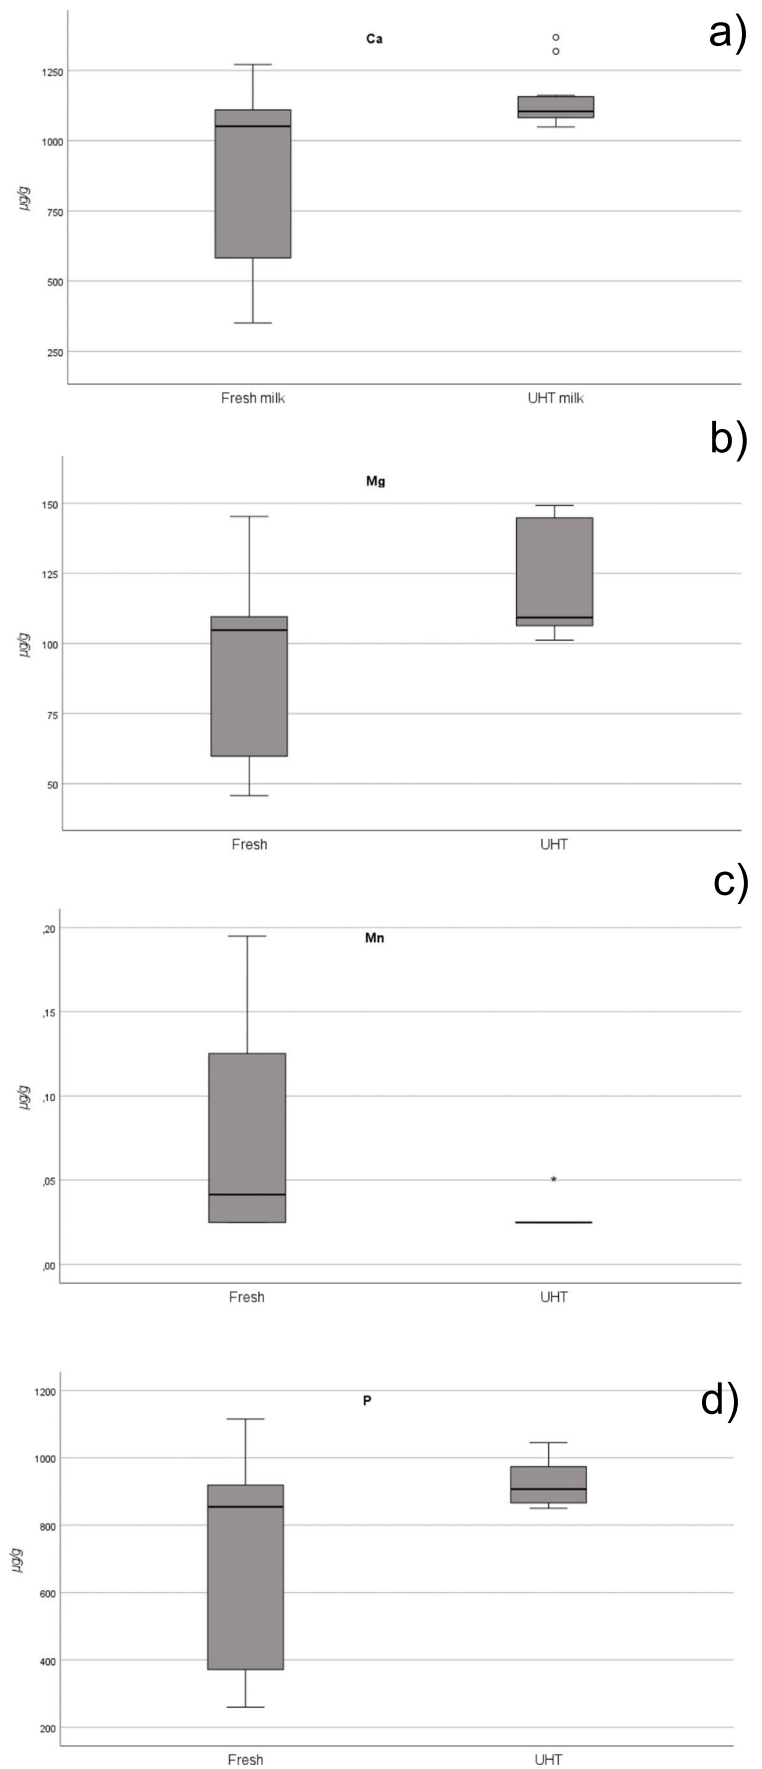 a)
Ca
1250
1000
750
500
250
µg/g
Fresh milk UHT milk
b)
Mg
150
125
100
75
50
µg/g
Fresh UHT
c)
Mn
,20
,15
,10
,05
,00
µg/g
*
Fresh UHT
d)
P
1200
1000
800
600
400
200
µg/g
Fresh UHT